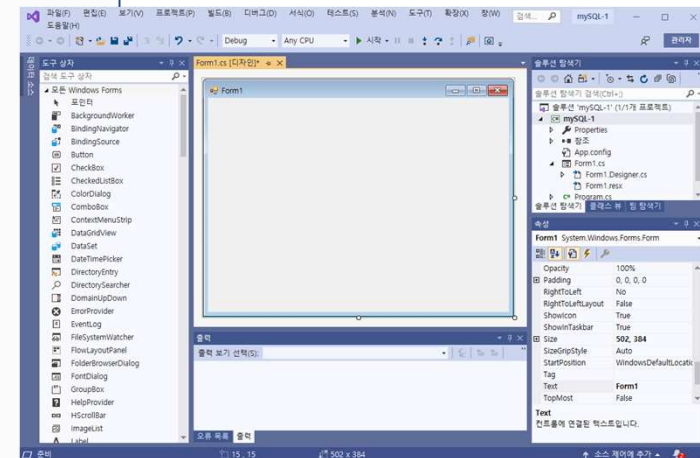 파일(F) 편집(E) 보기(V) 프로젝트(P) 빌드(B) 디버그(D) 서식(O) 테스트(S) 분석(N) 도구(T) 확장(X) 창(W) 검색... mySQL-1
도움말(H)
Debug Any CPU 시작 관리자
데이터 소스
도구 상자
검색 도구 상자
모든 Windows Forms
포인터
BackgroundWorker
BindingNavigator
BindingSource
Button
CheckBox
CheckedListBox
ColorDialog
ComboBox
ContextMenuStrip
DataGridView
DataSet
DateTimePicker
DirectoryEntry
DirectorySearcher
DomainUpDown
ErrorProvider
EventLog
FileSystemWatcher
FlowLayoutPanel
FolderBrowserDialog
FontDialog
GroupBox
HelpProvider
HScrollBar
ImageList
Label
Form1.cs [디자인]*
Form1
출력
출력 보기 선택(S):
오류 목록 출력
솔루션 탐색기
솔루션 탐색기 검색(Ctrl+;)
솔루션 'mySQL-1' (1/1개 프로젝트)
mySQL-1
Properties
참조
App.config
Form1.cs
Form1.Designer.cs
Form1.resx
Program.cs
솔루션 탐색기 클래스 뷰 팀 탐색기
속성
Form1 System.Windows.Forms.Form
Opacity 100%
Padding 0, 0, 0, 0
RightToLeft No
RightToLeftLayout False
ShowIcon True
ShowInTaskbar True
Size 502, 384
SizeGripStyle Auto
StartPosition WindowsDefaultLocatic
Tag
Text Form1
TopMost False
Text
컨트롤에 연결된 텍스트입니다.
준비 15, 15 502 x 384 소스 제어에 추가 2